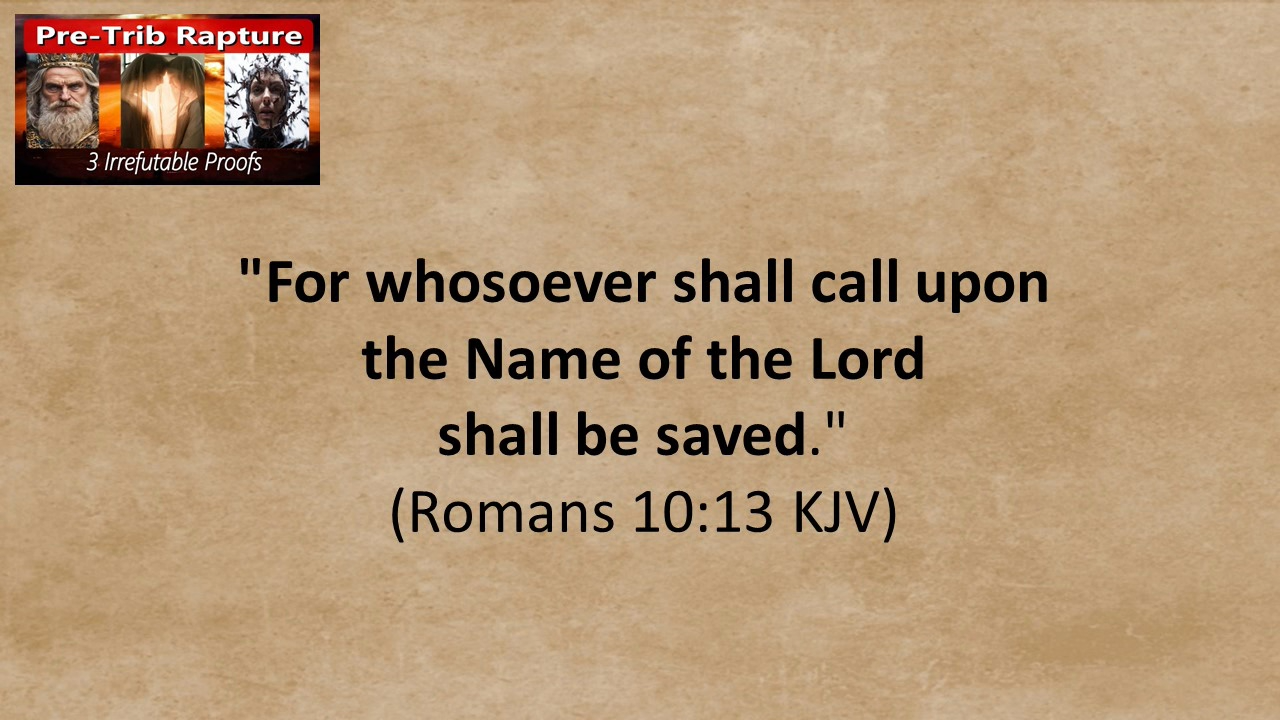 Pre-Trib Rapture
3 Irrefutable Proofs
"For whosoever shall call upon
the Name of the Lord
shall be saved."
(Romans 10:13 KJV)